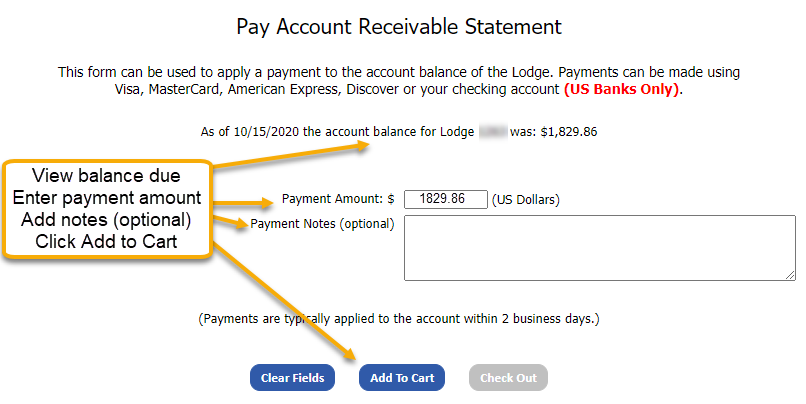 Pay Account Receivable Statement
This form can be used to apply a payment to the account balance of the Lodge. Payments can be made using
Visa, MasterCard, American Express, Discover or your checking account (US Banks Only).
As of 10/15/2020 the account balance for Lodge was: $1,829.86
View balance due
Enter payment amount
Add notes (optional)
Click Add to Cart
Payment Amount: $ 1829.86 (US Dollars)
Payment Notes (optional)
(Payments are typically applied to the account within 2 business days.)
Clear Fields Add To Cart Check Out